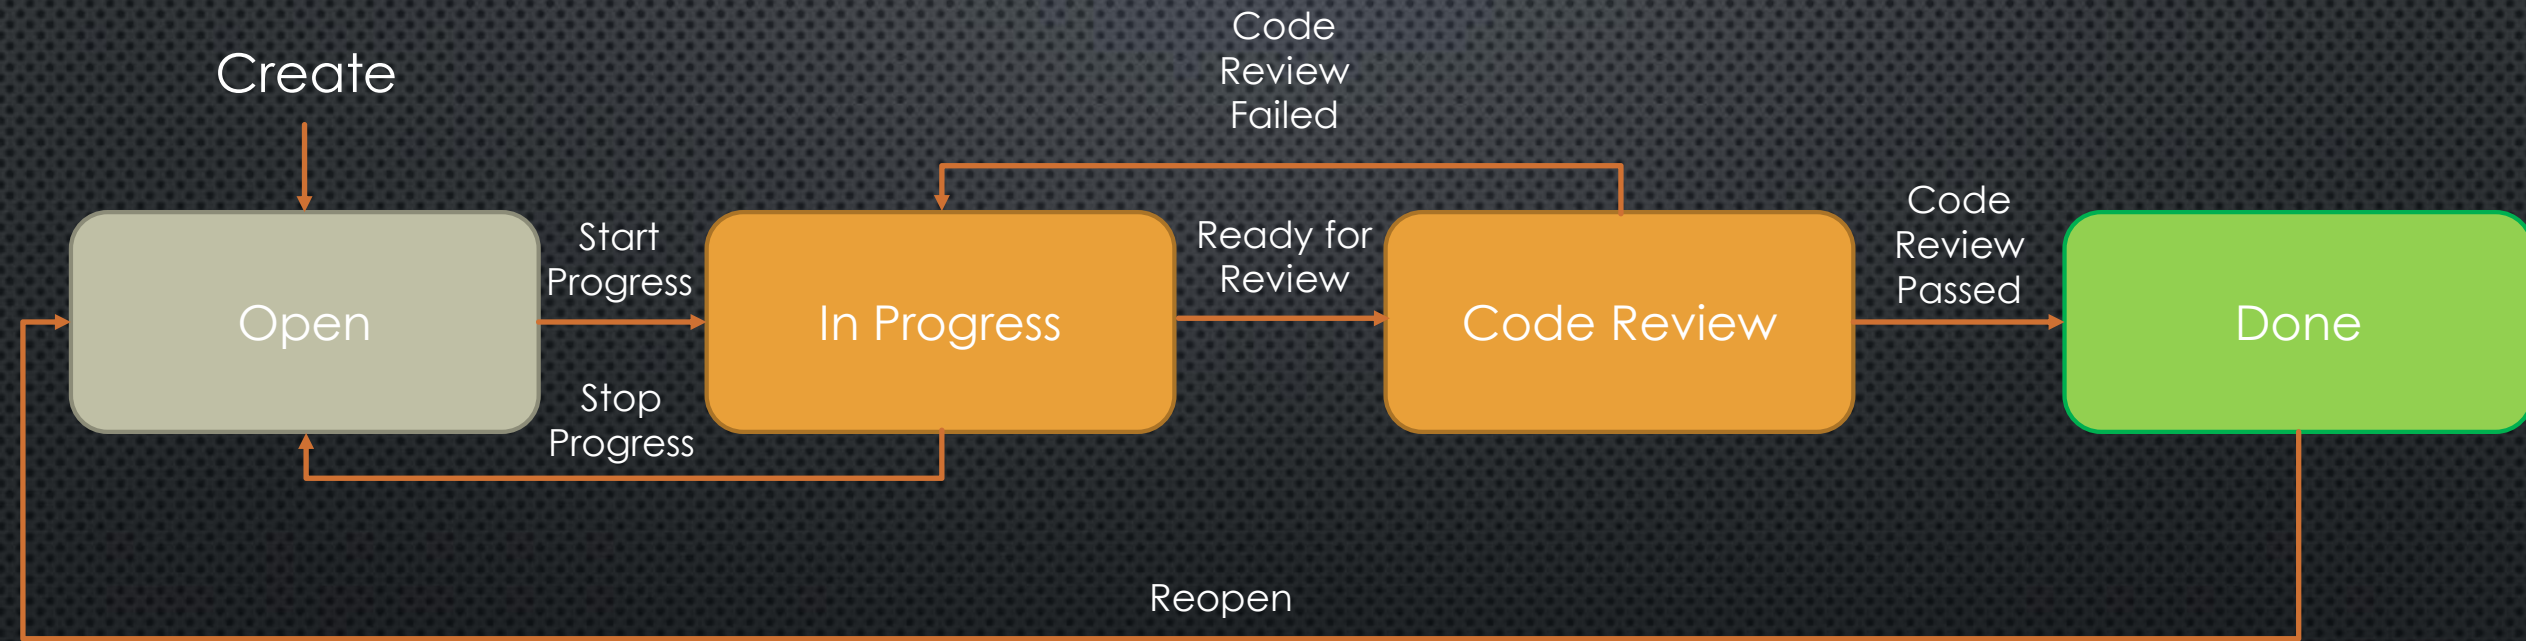 Create
Code
Review
Failed
Open
Start
Progress
Stop
Progress
In Progress
Ready for
Review
Code Review
Code
Review
Passed
Done
Reopen